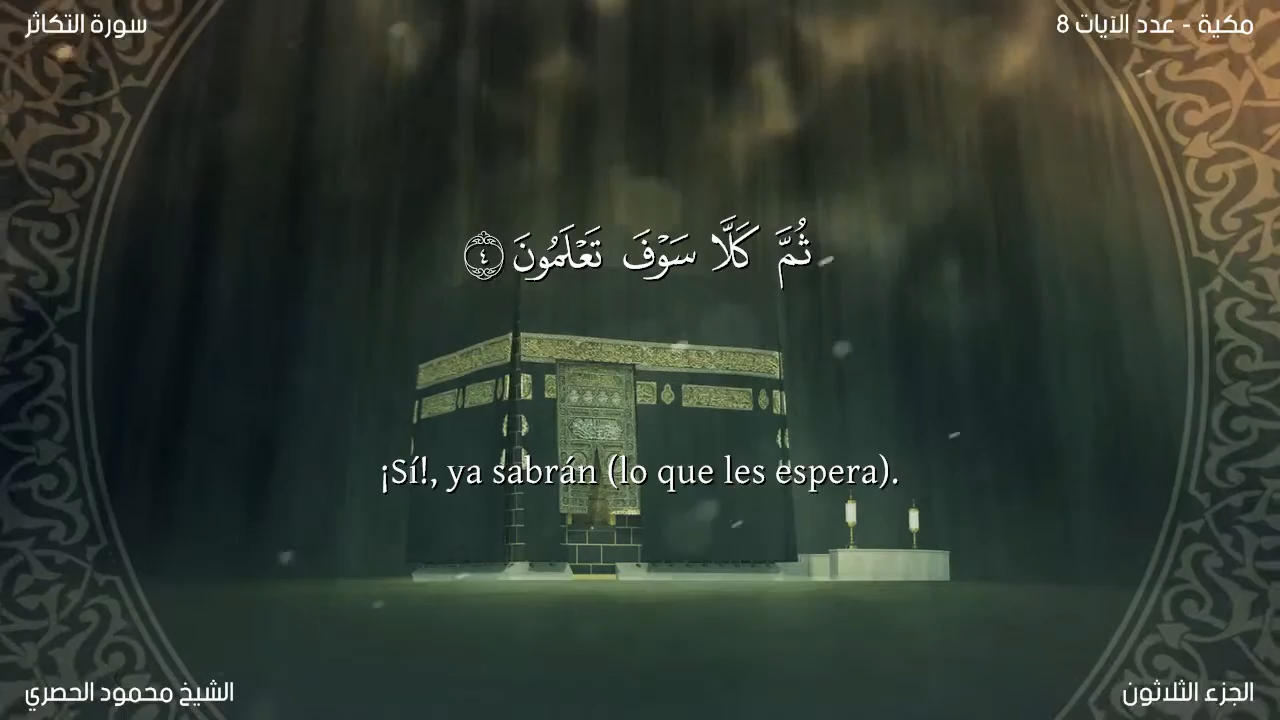 سورة التكاثر
مكية - عدد الآيات 8
ثُمَّ كَلَّا سَوْفَ تَعْلَمُونَ ٤
¡Sí!, ya sabrán (lo que les espera).
الشيخ محمود الحصري
الجزء الثلاثون